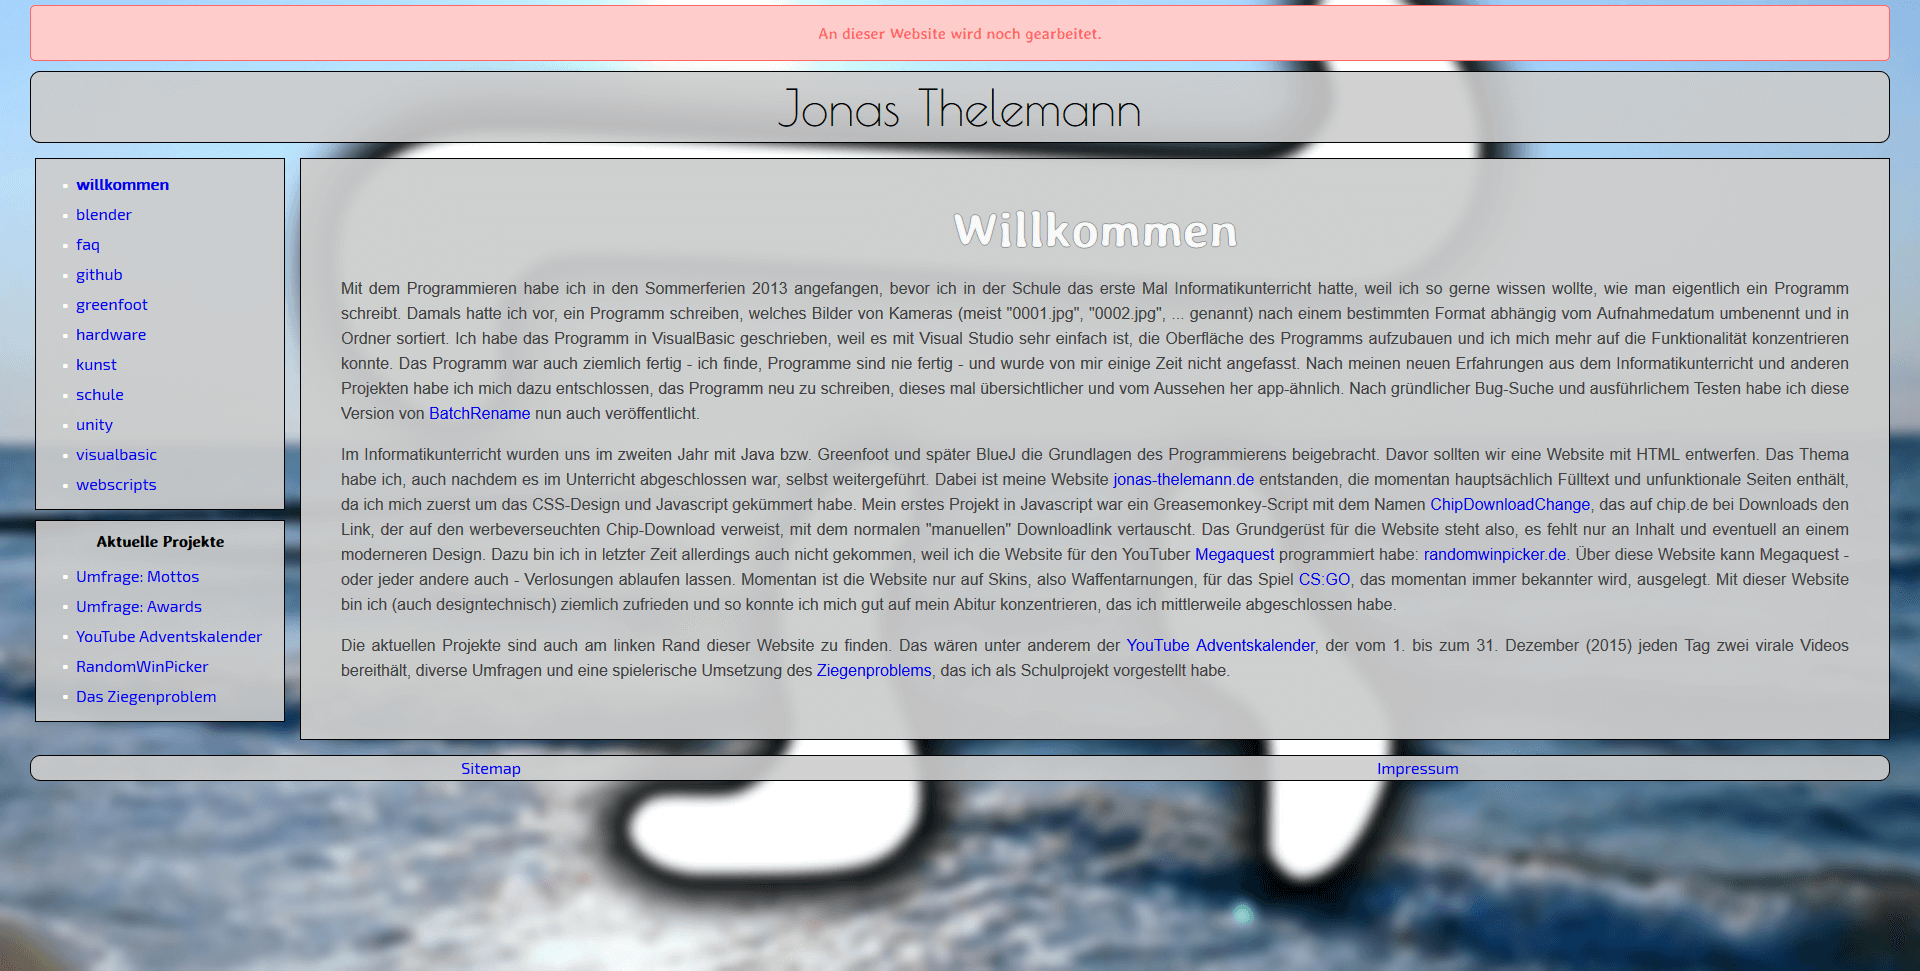 An dieser Website wird noch gearbeitet.
Jonas Thelemann
willkommen
blender
faq
github
greenfoot
hardware
kunst
schule
unity
visualbasic
webscripts
Aktuelle Projekte
Umfrage: Mottos
Umfrage: Awards
YouTube Adventskalender
RandomWinPicker
Das Ziegenproblem
Willkommen
Mit dem Programmieren habe ich in den Sommerferien 2013 angefangen, bevor ich in der Schule das erste Mal Informatikunterricht hatte, weil ich so gerne wissen wollte, wie man eigentlich ein Programm
schreibt. Damals hatte ich vor, ein Programm schreiben, welches Bilder von Kameras (meist "0001.jpg", "0002.jpg", ... genannt) nach einem bestimmten Format abhängig vom Aufnahmedatum umbenennt und in
Ordner sortiert. Ich habe das Programm in VisualBasic geschrieben, weil es mit Visual Studio sehr einfach ist, die Oberfläche des Programms aufzubauen und ich mich mehr auf die Funktionalität konzentrieren
konnte. Das Programm war auch ziemlich fertig - ich finde, Programme sind nie fertig - und wurde von mir einige Zeit nicht angefasst. Nach meinen neuen Erfahrungen aus dem Informatikunterricht und anderen
Projekten habe ich mich dazu entschlossen, das Programm neu zu schreiben, dieses mal übersichtlicher und vom Aussehen her app-ähnlich. Nach gründlicher Bug-Suche und ausführlichem Testen habe ich diese
Version von BatchRename nun auch veröffentlicht.
Im Informatikunterricht wurden uns im zweiten Jahr mit Java bzw. Greenfoot und später BlueJ die Grundlagen des Programmierens beigebracht. Davor sollten wir eine Website mit HTML entwerfen. Das Thema
habe ich, auch nachdem es im Unterricht abgeschlossen war, selbst weitergeführt. Dabei ist meine Website jonas-thelemann.de entstanden, die momentan hauptsächlich Fülltext und unfunktionale Seiten enthält,
da ich mich zuerst um das CSS-Design und Javascript gekümmert habe. Mein erstes Projekt in Javascript war ein Greasemonkey-Script mit dem Namen ChipDownloadChange, das auf chip.de bei Downloads den
Link, der auf den werbeverseuchten Chip-Download verweist, mit dem normalen "manuellen" Downloadlink vertauscht. Das Grundgerüst für die Website steht also, es fehlt nur an Inhalt und eventuell an einem
moderneren Design. Dazu bin ich in letzter Zeit allerdings auch nicht gekommen, weil ich die Website für den YouTuber Megaquest programmiert habe: randomwinpicker.de. Über diese Website kann Megaquest -
oder jeder andere auch - Verlosungen ablaufen lassen. Momentan ist die Website nur auf Skins, also Waffentarnungen, für das Spiel CS:GO, das momentan immer bekannter wird, ausgelegt. Mit dieser Website
bin ich (auch designtechnisch) ziemlich zufrieden und so konnte ich mich gut auf mein Abitur konzentrieren, das ich mittlerweile abgeschlossen habe.
Die aktuellen Projekte sind auch am linken Rand dieser Website zu finden. Das wären unter anderem der YouTube Adventskalender, der vom 1. bis zum 31. Dezember (2015) jeden Tag zwei virale Videos
bereithält, diverse Umfragen und eine spielerische Umsetzung des Ziegenproblems, das ich als Schulprojekt vorgestellt habe.
Sitemap
Impressum